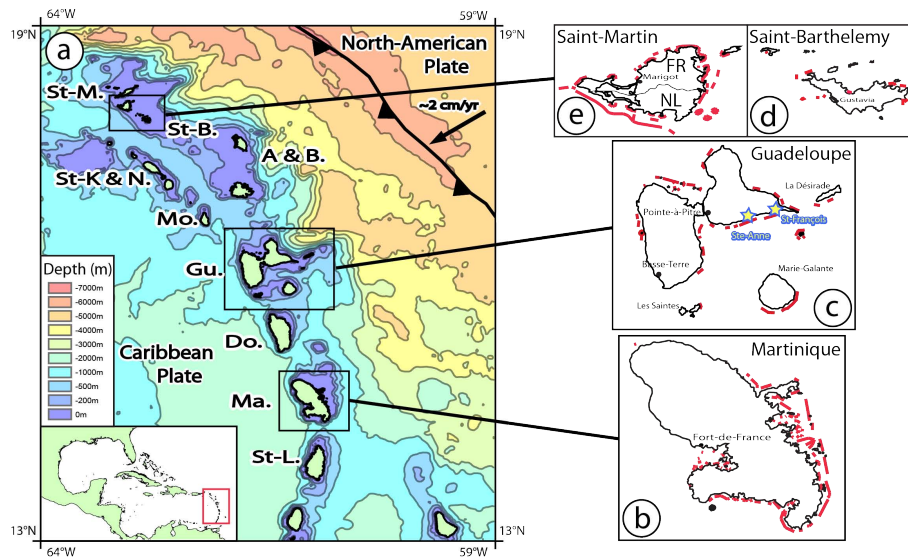 64°W
59°W
19°N
a
North-American
Plate
~2 cm/yr
St-M.
St-B.
A & B.
St-K & N.
Mo.
Gu.
Do.
Caribbean
Plate
Ma.
St-L.
Depth (m)
-7000m
-6000m
-5000m
-4000m
-3000m
-2000m
-1000m
-500m
-200m
0m
13°N
13°N
64°W
59°W
Saint-Martin
FR
Marigot
NL
e
Saint-Barthelemy
Gustavia
d
Guadeloupe
La Désirade
Pointe-à-Pitre
St-François
Ste-Anne
Basse-Terre
Marie-Galante
Les Saintes
c
Martinique
Fort-de-France
b